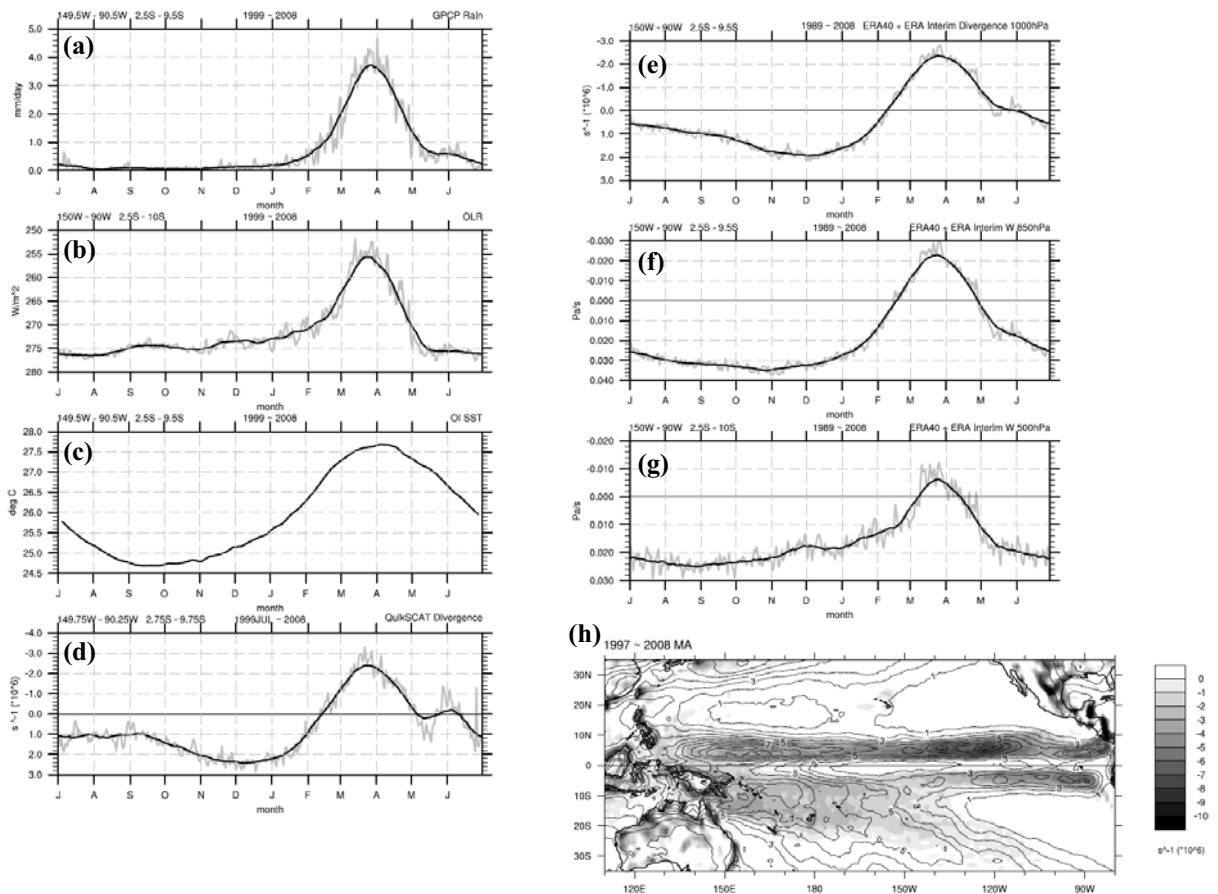 149.5W - 90.5W 2.5S - 9.5S 1999 ~ 2008 GPCP Rain
(a)
5.0
4.0
3.0
2.0
1.0
0.0
mm/day
J A S O N D J F M A M J
month
150W - 90W 2.5S - 10S 1999 ~ 2008 OLR
(b)
250
255
260
265
270
275
280
W/m^2
J A S O N D J F M A M J
month
149.5W - 90.5W 2.5S - 9.5S 1999 ~ 2008 OI SST
(c)
28.0
27.5
27.0
26.5
26.0
25.5
25.0
24.5
deg C
J A S O N D J F M A M J
month
149.75W - 90.25W 2.75S - 9.75S 1999JUL ~ 2008 QuikSCAT Divergence
(d)
-4.0
-3.0
-2.0
-1.0
0.0
1.0
2.0
3.0
s^-1 (*10^6)
J A S O N D J F M A M J
month
150W - 90W 2.5S - 9.5S 1989 ~ 2008 ERA40 + ERA Interim Divergence 1000hPa
(e)
-3.0
-2.0
-1.0
0.0
1.0
2.0
3.0
s^-1 (*10^6)
J A S O N D J F M A M J
month
150W - 90W 2.5S - 9.5S 1989 ~ 2008 ERA40 + ERA Interim W 850hPa
(f)
-0.030
-0.020
-0.010
0.000
0.010
0.020
0.030
0.040
Pa/s
J A S O N D J F M A M J
month
150W - 90W 2.5S - 10S 1989 ~ 2008 ERA40 + ERA Interim W 500hPa
(g)
-0.020
-0.010
0.000
0.010
0.020
0.030
Pa/s
J A S O N D J F M A M J
month
(h)
1997 ~ 2008 MA
30N
20N
10N
0
10S
20S
30S
120E 150E 180 150W 120W 90W
0
-1
-2
-3
-4
-5
-6
-7
-8
-9
-10
s^-1 (*10^6)